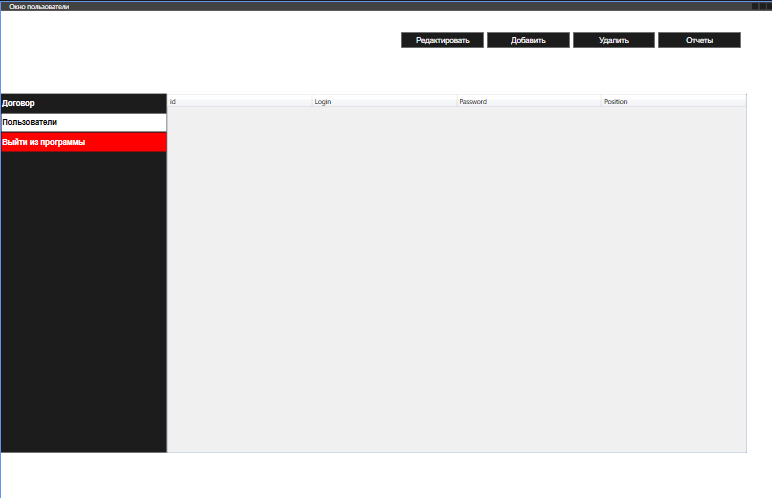 Окно пользователи
Редактировать Добавить Удалить Отчеты
Договор
Пользователи
Выйти из программы
id Login Password Position